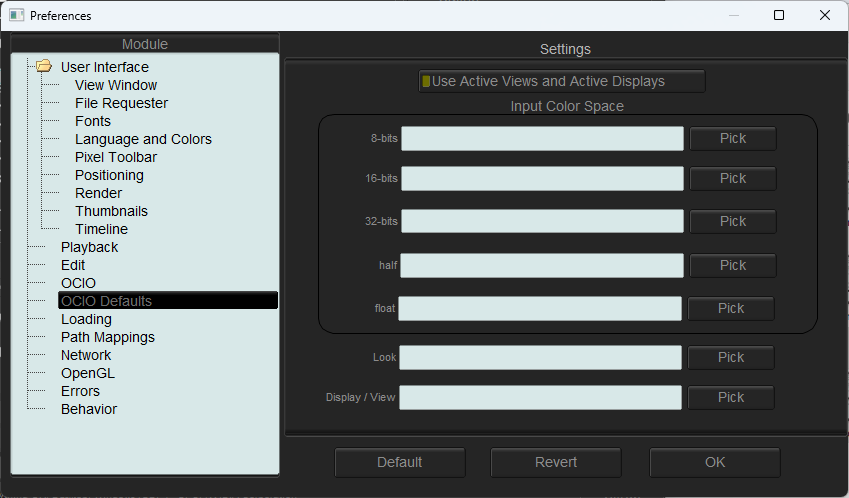 Preferences
Module
User Interface
View Window
File Requester
Fonts
Language and Colors
Pixel Toolbar
Positioning
Render
Thumbnails
Timeline
Playback
Edit
OCIO
OCIO Defaults
Loading
Path Mappings
Network
OpenGL
Errors
Behavior
Settings
Use Active Views and Active Displays
Input Color Space
8-bits Pick
16-bits Pick
32-bits Pick
half Pick
float Pick
Look Pick
Display / View Pick
Default Revert OK